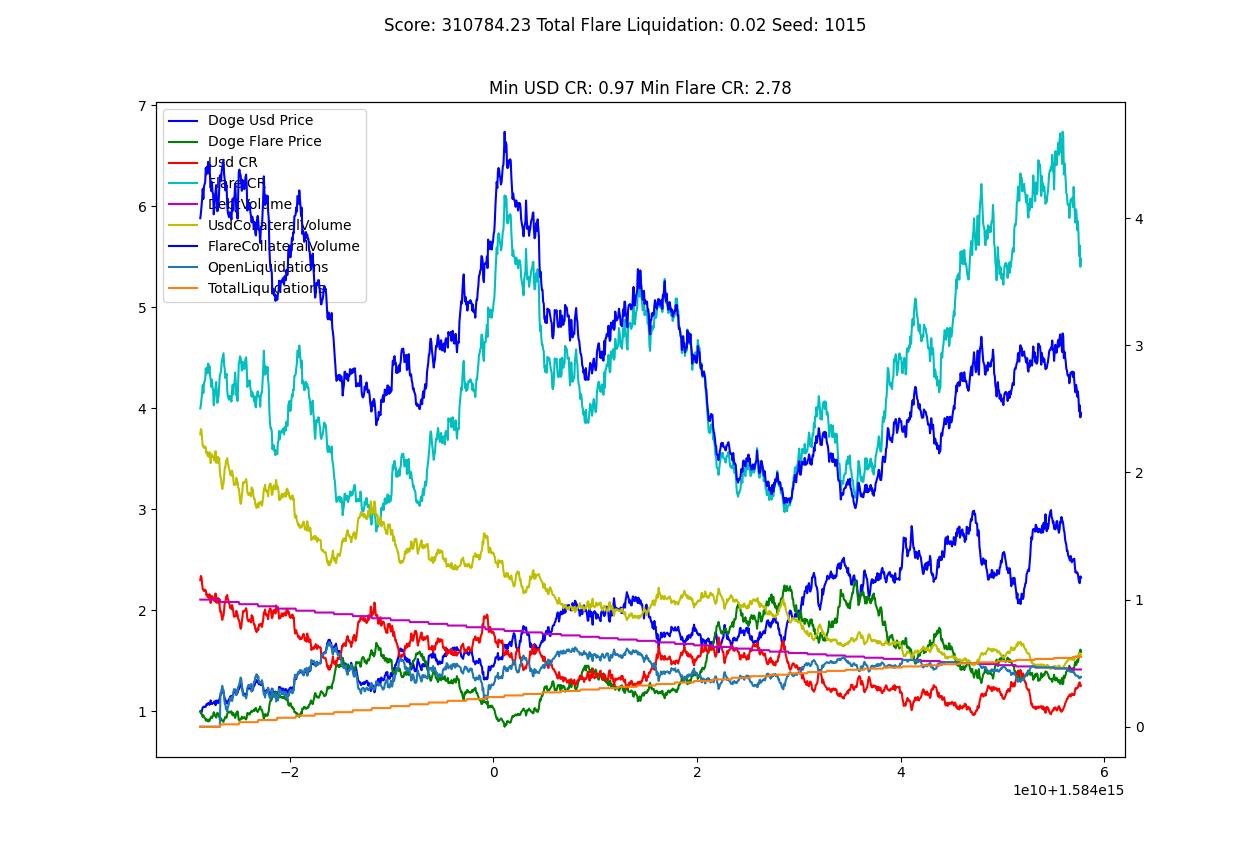 Score: 310784.23 Total Flare Liquidation: 0.02 Seed: 1015
Min USD CR: 0.97 Min Flare CR: 2.78
7
6
5
4
3
2
1
Doge Usd Price
Doge Flare Price
Usd CR
Flare CR
DebtVolume
UsdCollateralVolume
FlareCollateralVolume
OpenLiquidations
TotalLiquidations
4
3
2
1
0
−2 0 2 4 6
1e10+1.584e15